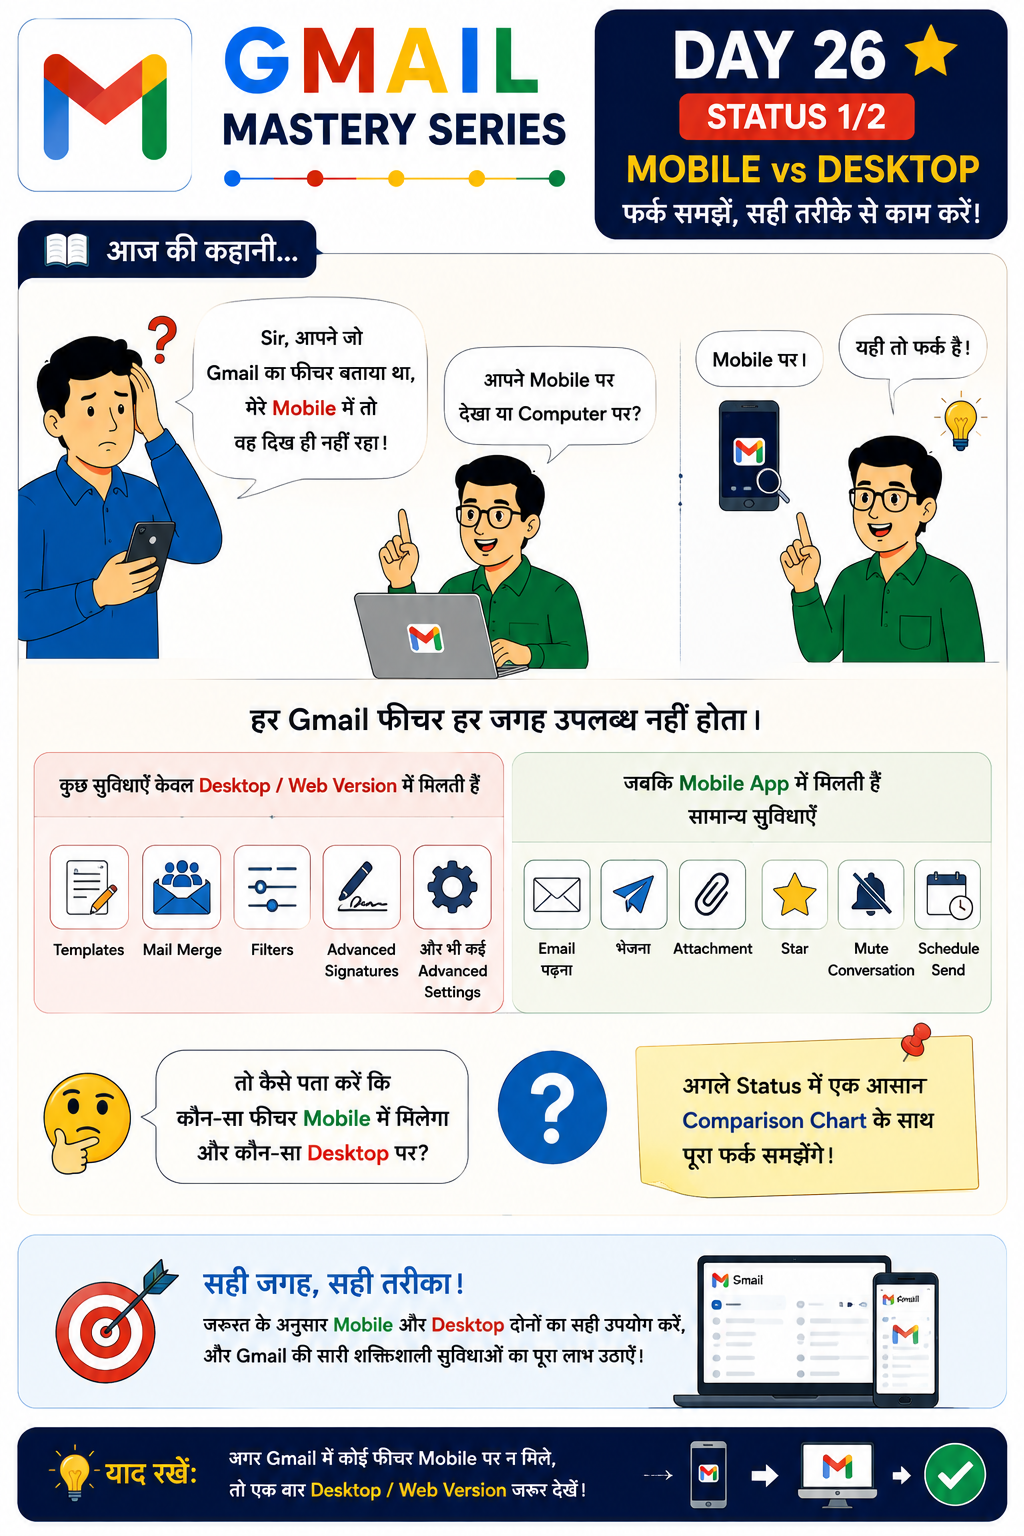 GMAIL
MASTERY SERIES
DAY 26
STATUS 1/2
MOBILE vs DESKTOP
फर्क समझें, सही तरीके से काम करें!
आज की कहानी...
?
Sir, आपने जो
Gmail का फीचर बताया था,
मेरे Mobile में तो
वह दिख ही नहीं रहा!
आपने Mobile पर
देखा या Computer पर?
Mobile पर।
यही तो फर्क है!
हर Gmail फीचर हर जगह उपलब्ध नहीं होता।
कुछ सुविधाऐं केवल Desktop / Web Version में मिलती हैं
Templates
Mail Merge
Filters
Advanced
Signatures
और भी कई
Advanced
Settings
जबकि Mobile App में मिलती हैं
सामान्य सुविधाऐं
Email
पढ़ना
भेजना
Attachment
Star
Mute
Conversation
Schedule
Send
तो कैसे पता करें कि
कौन-सा फीचर Mobile में मिलेगा
और कौन-सा Desktop पर?
?
अगले Status में एक आसान
Comparison Chart के साथ
पूरा फर्क समझेंगे!
सही जगह, सही तरीका!
जरूरत के अनुसार Mobile और Desktop दोनों का सही उपयोग करें,
और Gmail की सारी शक्तिशाली सुविधाओं का पूरा लाभ उठाऐं!
याद रखें:
अगर Gmail में कोई फीचर Mobile पर न मिले,
तो एक बार Desktop / Web Version जरूर देखें!